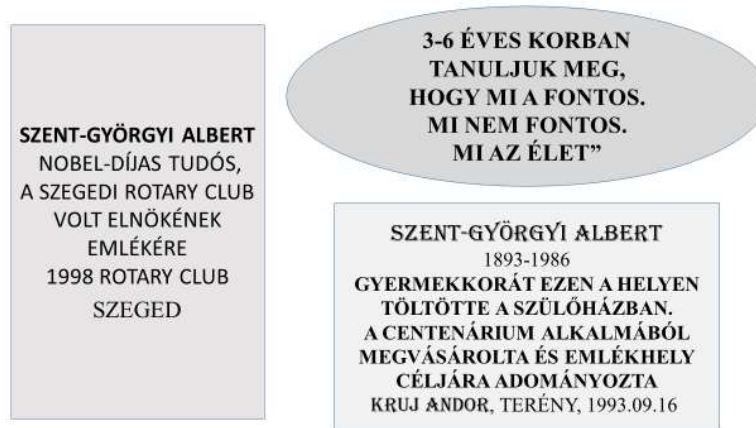 SZENT-GYÖRGYI ALBERT
NOBEL-DÍJAS TUDÓS,
A SZEGEDI ROTARY CLUB
VOLT ELNÖKÉNEK
EMLÉKÉRE
1998 ROTARY CLUB
SZEGED
3-6 ÉVES KORBAN
TANULJUK MEG,
HOGY MI A FONTOS.
MI NEM FONTOS.
MI AZ ÉLET”
SZENT-GYÖRGYI ALBERT
1893-1986
GYERMEKKORÁT EZEN A HELYEN
TÖLTÖTTE A SZÜLŐHÁZBAN.
A CENTENÁRIUM ALKALMÁBÓL
MEGVÁSÁROLTA ÉS EMLÉKHELY
CÉLJÁRA ADOMÁNYOZTA
KRUJ ANDOR, TERÉNY, 1993.09.16